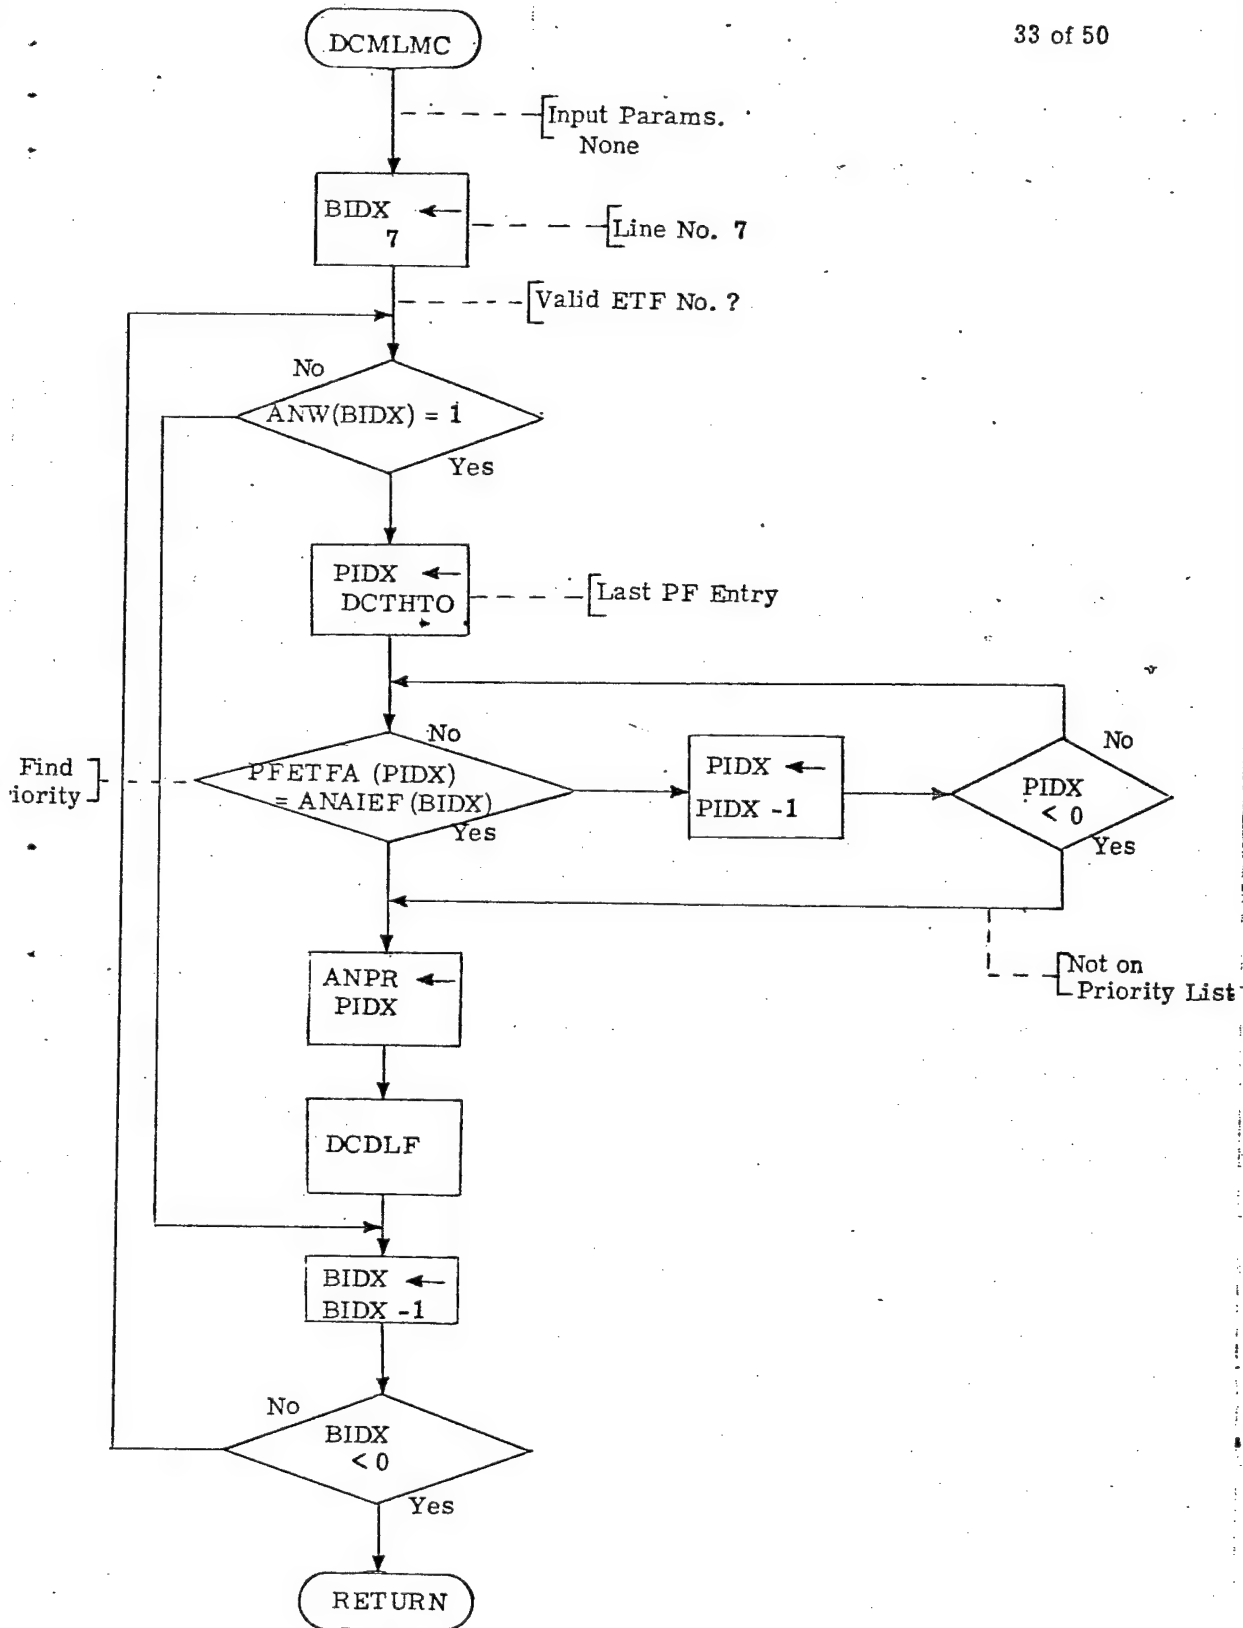 33 of 50
DCMLMC
Input Params.
None
BIDX ←
7
Line No. 7
Valid ETF No. ?
No
ANW(BIDX) = 1
Yes
PIDX ←
DCTHTO
Last PF Entry
No
Find
iority
PFETFA (PIDX)
= ANAIEF (BIDX)
Yes
PIDX ←
PIDX -1
No
PIDX
< 0
Yes
ANPR ←
PIDX
Not on
Priority List
DCDLF
BIDX ←
BIDX -1
No
BIDX
< 0
Yes
RETURN